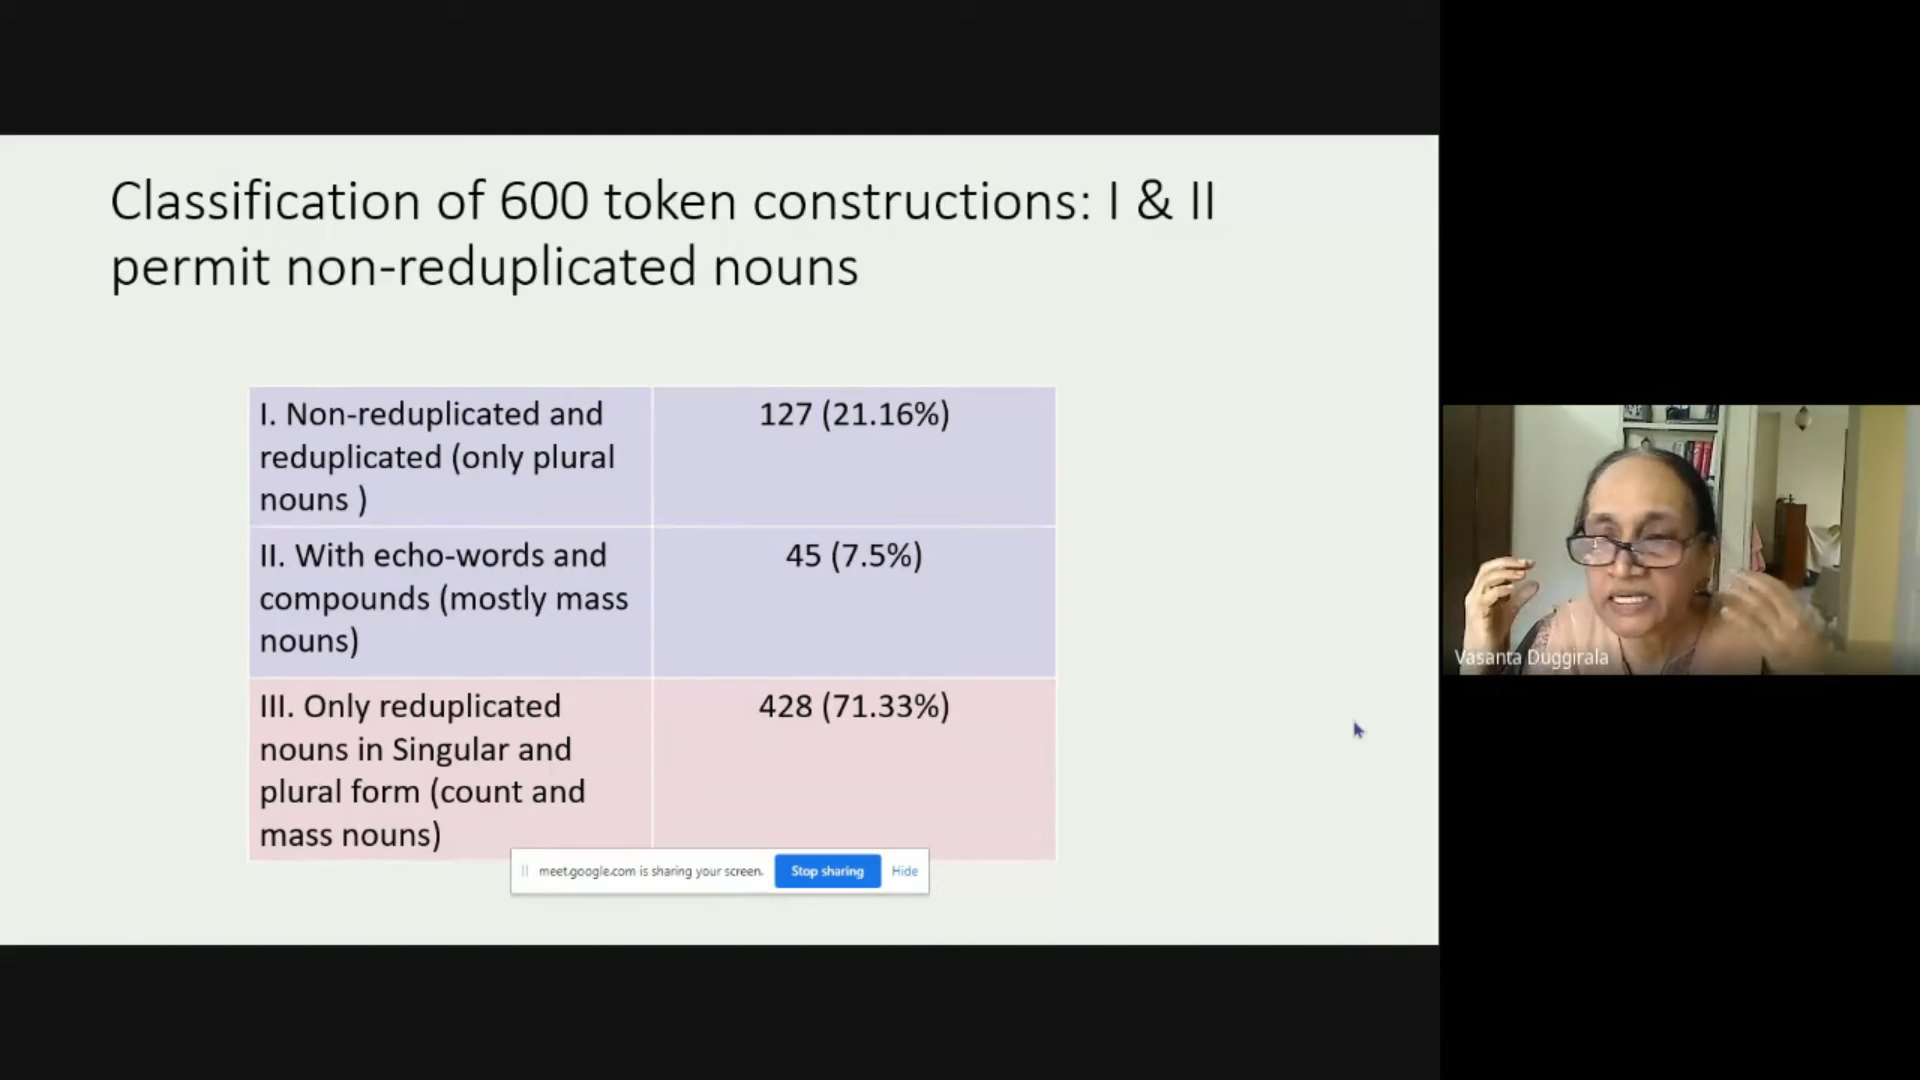 Classification of 600 token constructions: I & II
permit non-reduplicated nouns
I. Non-reduplicated and
reduplicated (only plural
nouns )
127 (21.16%)
II. With echo-words and
compounds (mostly mass
nouns)
45 (7.5%)
III. Only reduplicated
nouns in Singular and
plural form (count and
mass nouns)
428 (71.33%)
meet.google.com is sharing your screen.
Stop sharing
Hide
Vasanta Duggirala